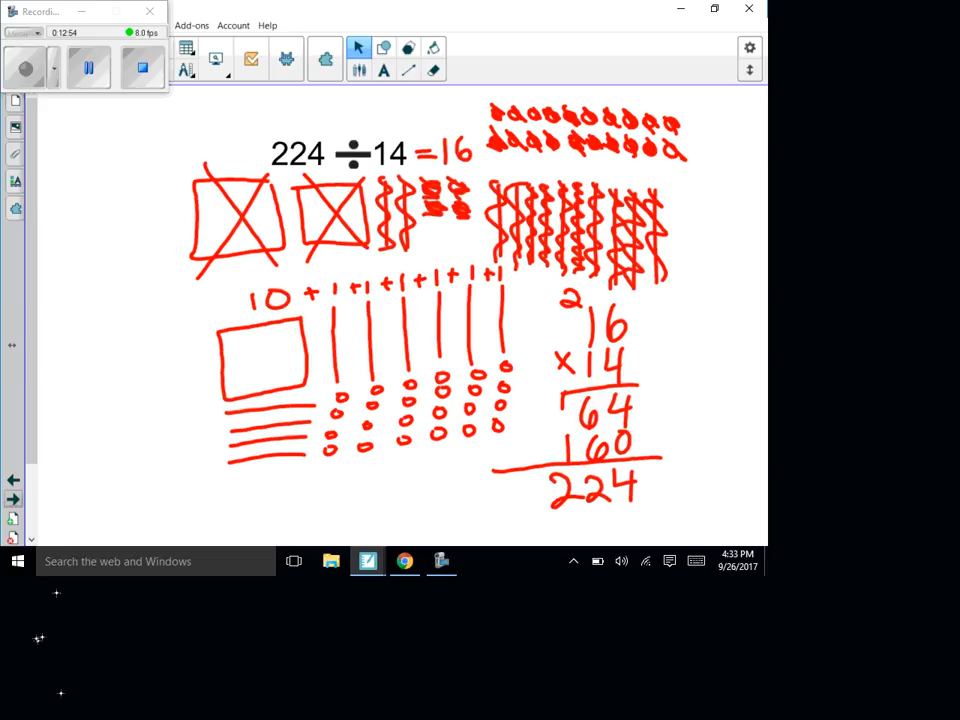 Recordi...
Menu
0:12:54
8.0 fps
Add-ons Account Help
224 ÷ 14 = 16
10 + 1 + 1 + 1 + 1 + 1 + 1
2
16
× 14
64
160
224
Search the web and Windows
4:33 PM
9/26/2017